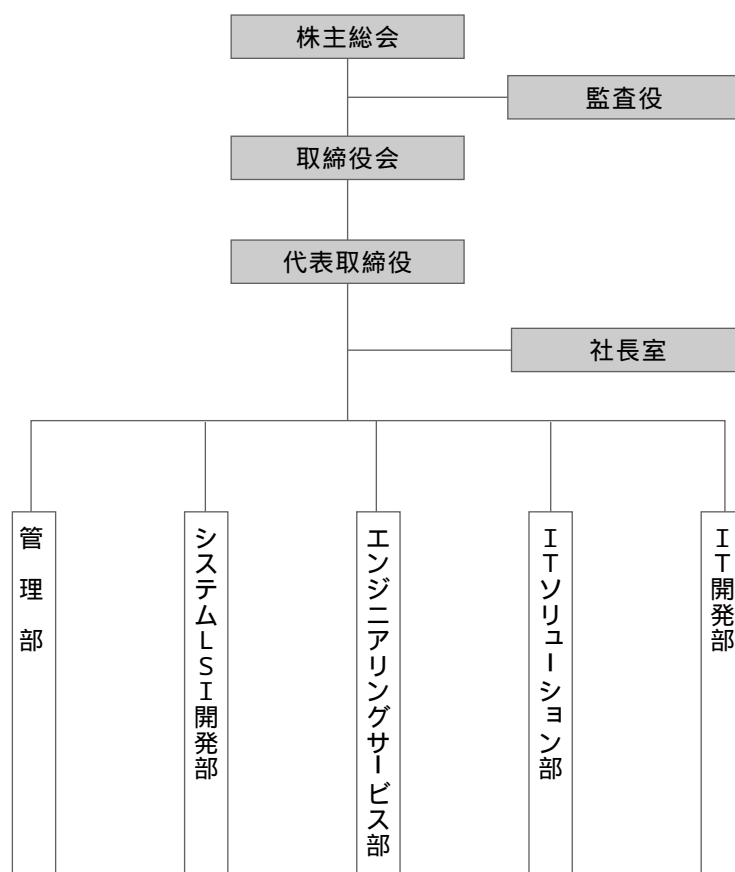 株主総会
監査役
取締役会
代表取締役
社長室
管理部
システムLSI開発部
エンジニアリングサービス部
ITソリューション部
IT開発部